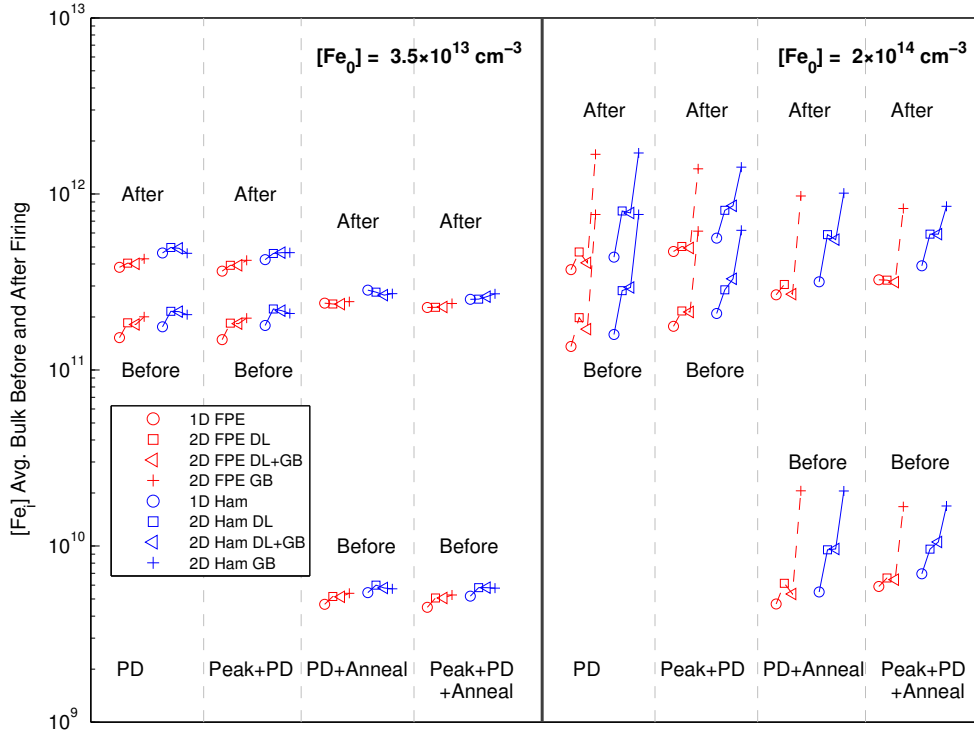 10^13
10^12
10^11
10^10
10^9
[Fe_i] Avg. Bulk Before and After Firing
[Fe_0] = 3.5×10^13 cm^−3
[Fe_0] = 2×10^14 cm^−3
After
After
After
After
After
After
After
After
Before
Before
Before
Before
1D FPE
2D FPE DL
2D FPE DL+GB
2D FPE GB
1D Ham
2D Ham DL
2D Ham DL+GB
2D Ham GB
Before
Before
Before
Before
PD
Peak+PD
PD+Anneal
Peak+PD
+Anneal
PD
Peak+PD
PD+Anneal
Peak+PD
+Anneal